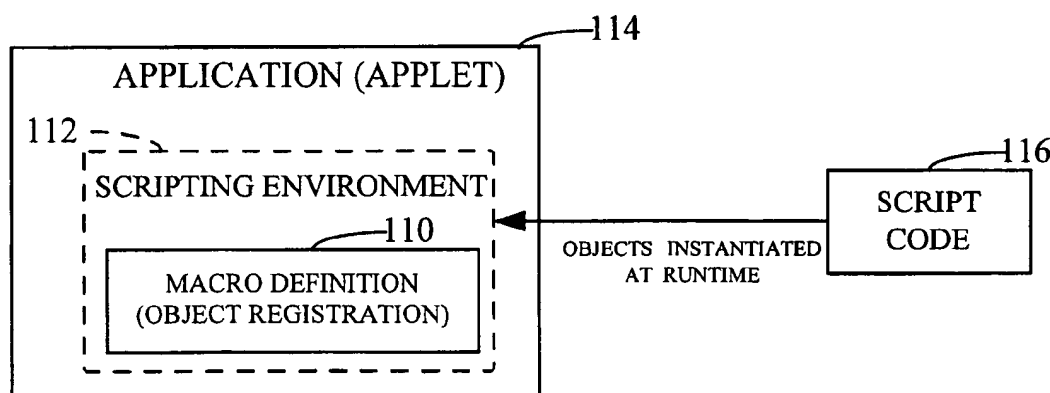 114
APPLICATION (APPLET)
112
SCRIPTING ENVIRONMENT
110
MACRO DEFINITION
(OBJECT REGISTRATION)
OBJECTS INSTANTIATED
AT RUNTIME
116
SCRIPT
CODE